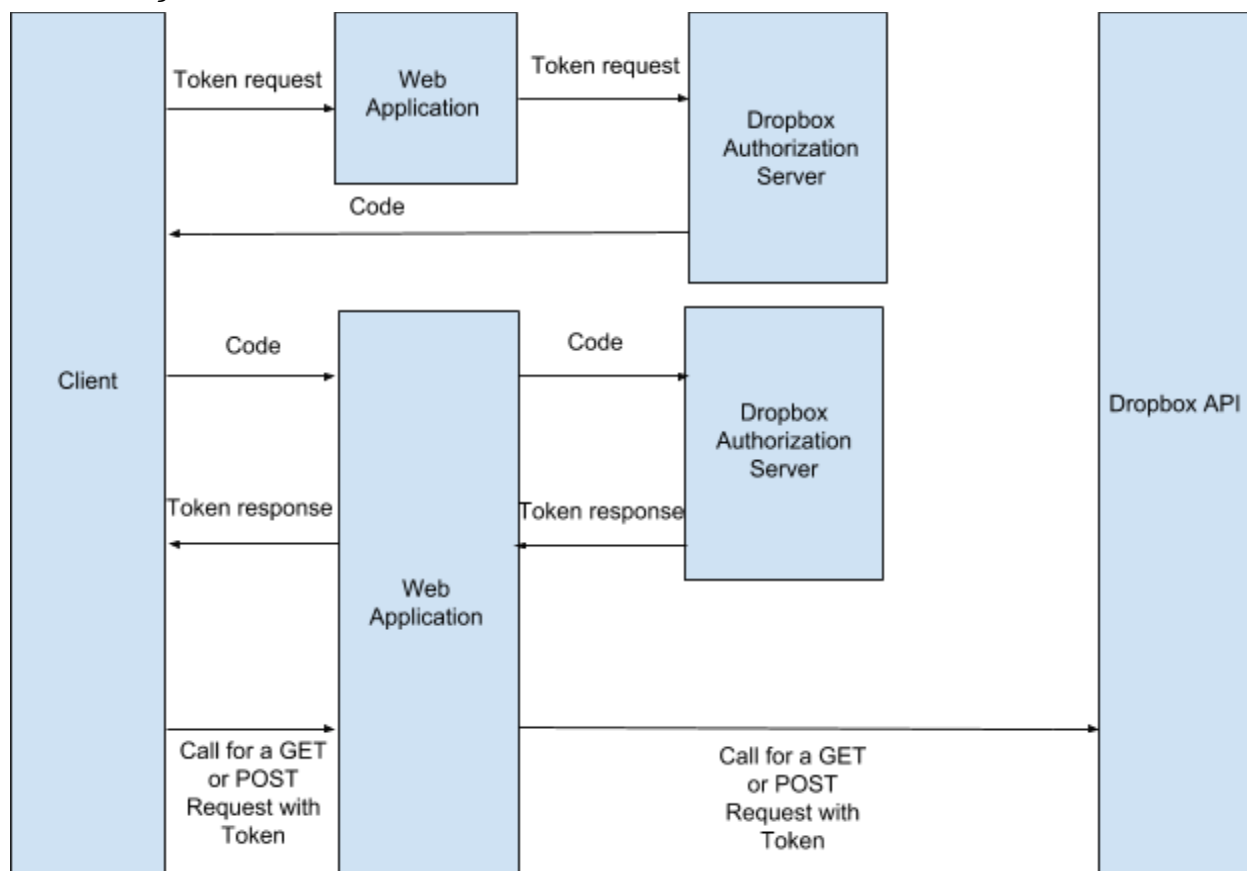 Token request
Web
Application
Token request
Dropbox
Authorization
Server
Code
Client
Code
Code
Dropbox
Authorization
Server
Dropbox API
Token response
Token response
Web
Application
Call for a GET
or POST
Request with
Token
Call for a GET
or POST
Request with
Token